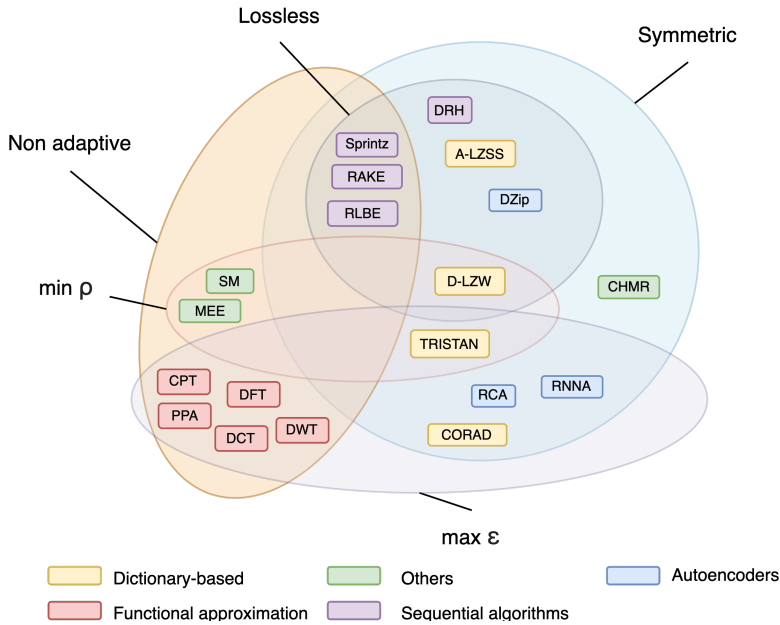 Lossless
Symmetric
Non adaptive
min ρ
max ε
DRH
Sprintz
A-LZSS
RAKE
DZip
RLBE
SM
D-LZW
CHMR
MEE
TRISTAN
CPT
DFT
RCA
RNNA
PPA
DCT
DWT
CORAD
Dictionary-based
Others
Autoencoders
Functional approximation
Sequential algorithms